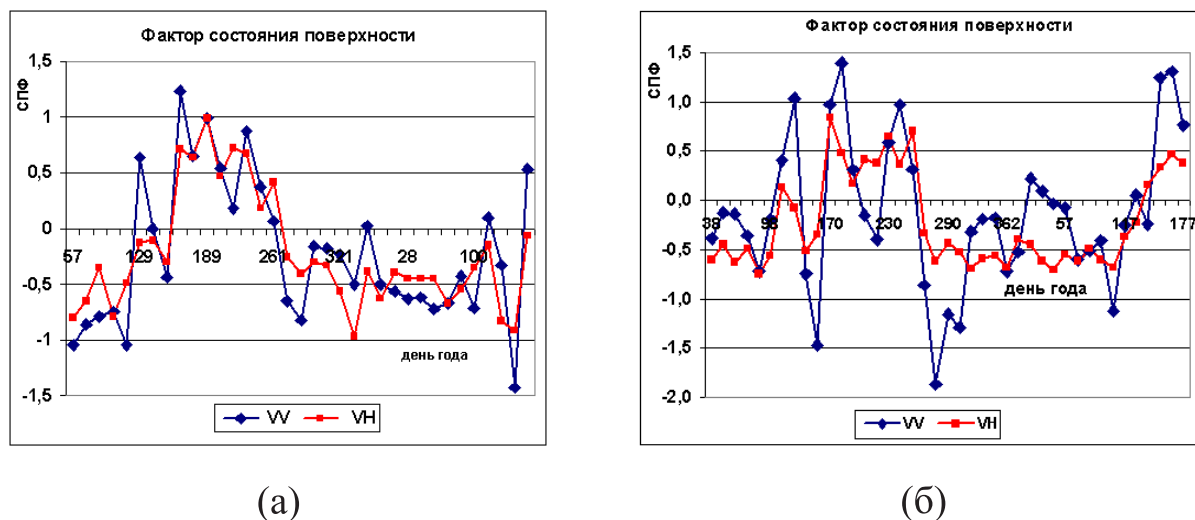 Фактор состояния поверхности
СПФ
1,5
1
0,5
0
-0,5
-1
-1,5
57 129 189 261 28 100
день года
VV VH
(а)
Фактор состояния поверхности
СПФ
1,5
1,0
0,5
0,0
-0,5
-1,0
-1,5
-2,0
38 98 170 230 290 362 57 177
день года
VV VH
(б)